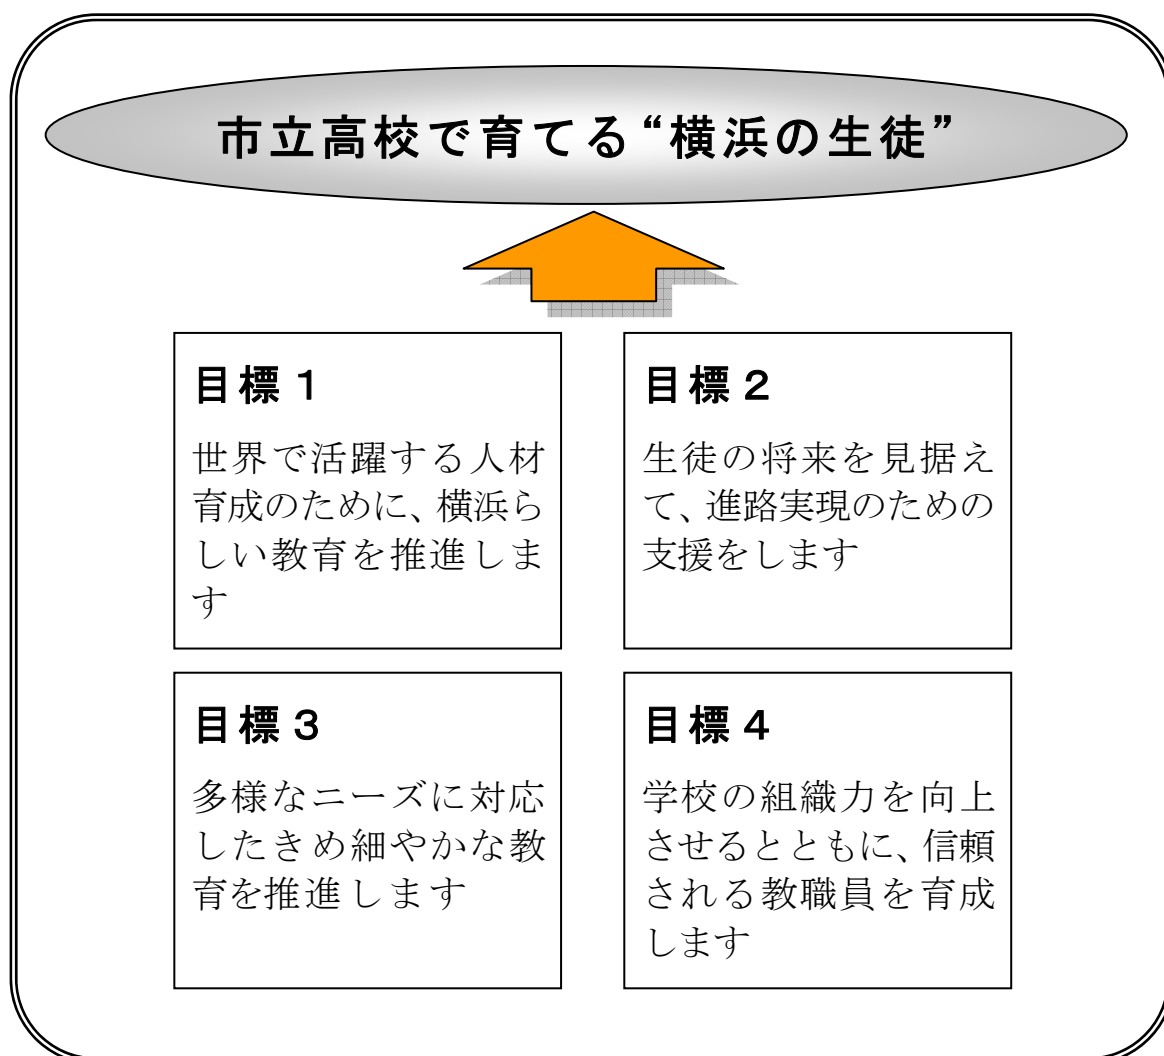 市立高校で育てる“横浜の生徒”
目標１
世界で活躍する人材
育成のために、横浜ら
しい教育を推進しま
す
目標２
生徒の将来を見据え
て、進路実現のための
支援をします
目標３
多様なニーズに対応
したきめ細やかな教
育を推進します
目標４
学校の組織力を向上
させるとともに、信頼
される教職員を育成
します